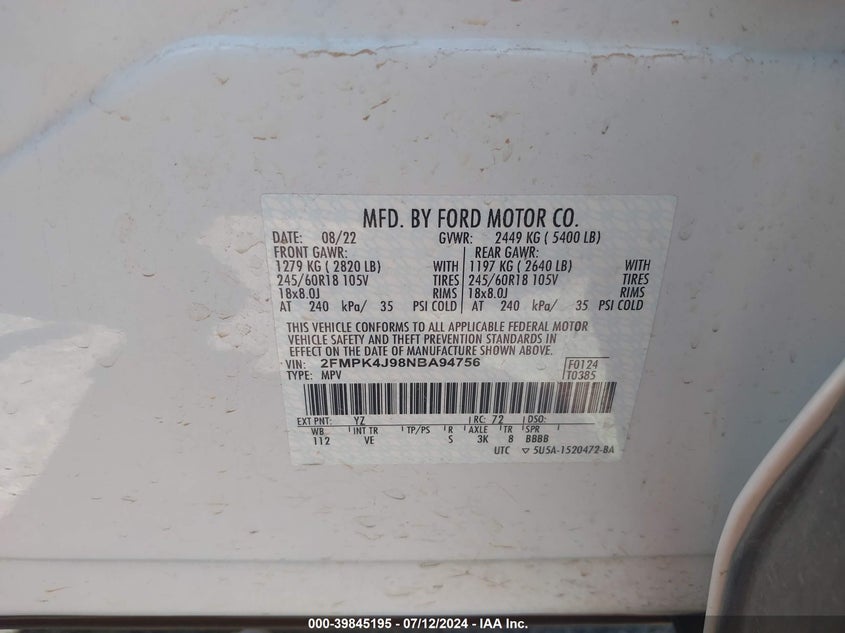 MFD. BY FORD MOTOR CO.
DATE: 08/22 GVWR: 2449 KG ( 5400 LB)
FRONT GAWR: REAR GAWR:
1279 KG ( 2820 LB) WITH 1197 KG ( 2640 LB) WITH
245/60R18 105V TIRES 245/60R18 105V TIRES
18x8.0J RIMS 18x8.0J RIMS
AT 240 kPa/ 35 PSI COLD AT 240 kPa/ 35 PSI COLD
THIS VEHICLE CONFORMS TO ALL APPLICABLE FEDERAL MOTOR
VEHICLE SAFETY AND THEFT PREVENTION STANDARDS IN
EFFECT ON THE DATE OF MANUFACTURE SHOWN ABOVE.
VIN: 2FMPK4J98NBA94756 F0124
TYPE: MPV T0385
EXT PNT: YZ RC: 72 DSO:
WB INT TR TP/PS R AXLE TR SPR
112 VE S 3K 8 BBBB
UTC ▽ 5U5A-1520472-BA
000-39845195 - 07/12/2024 - IAA Inc.